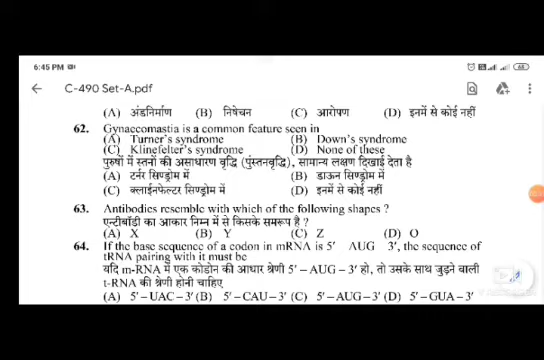 6:45 PM
68
C-490 Set-A.pdf
(A) अंडनिर्माण (B) निषेचन (C) आरोपण (D) इनमें से कोई नहीं
62. Gynaecomastia is a common feature seen in
(A) Turner's syndrome (B) Down's syndrome
(C) Klinefelter's syndrome (D) None of these
पुरुषों में स्तनों की असाधारण वृद्धि (पुंस्तनवृद्धि), सामान्य लक्षण दिखाई देता है
(A) टर्नर सिण्ड्रोम में (B) डाऊन सिण्ड्रोम में
(C) क्लाईनफेल्टर सिण्ड्रोम में (D) इनमें से कोई नहीं
63. Antibodies resemble with which of the following shapes ?
एन्टीबॉडी का आकार निम्न में से किसके समरूप है ?
(A) X (B) Y (C) Z (D) O
64. If the base sequence of a codon in mRNA is 5' – AUG – 3', the sequence of
tRNA pairing with it must be
यदि m-RNA में एक कोडोन की आधार श्रेणी 5' – AUG – 3' हो, तो उसके साथ जुड़ने वाली
t-RNA की श्रेणी होनी चाहिए
(A) 5' – UAC – 3' (B) 5' – CAU – 3' (C) 5' – AUG – 3' (D) 5' – GUA – 3'